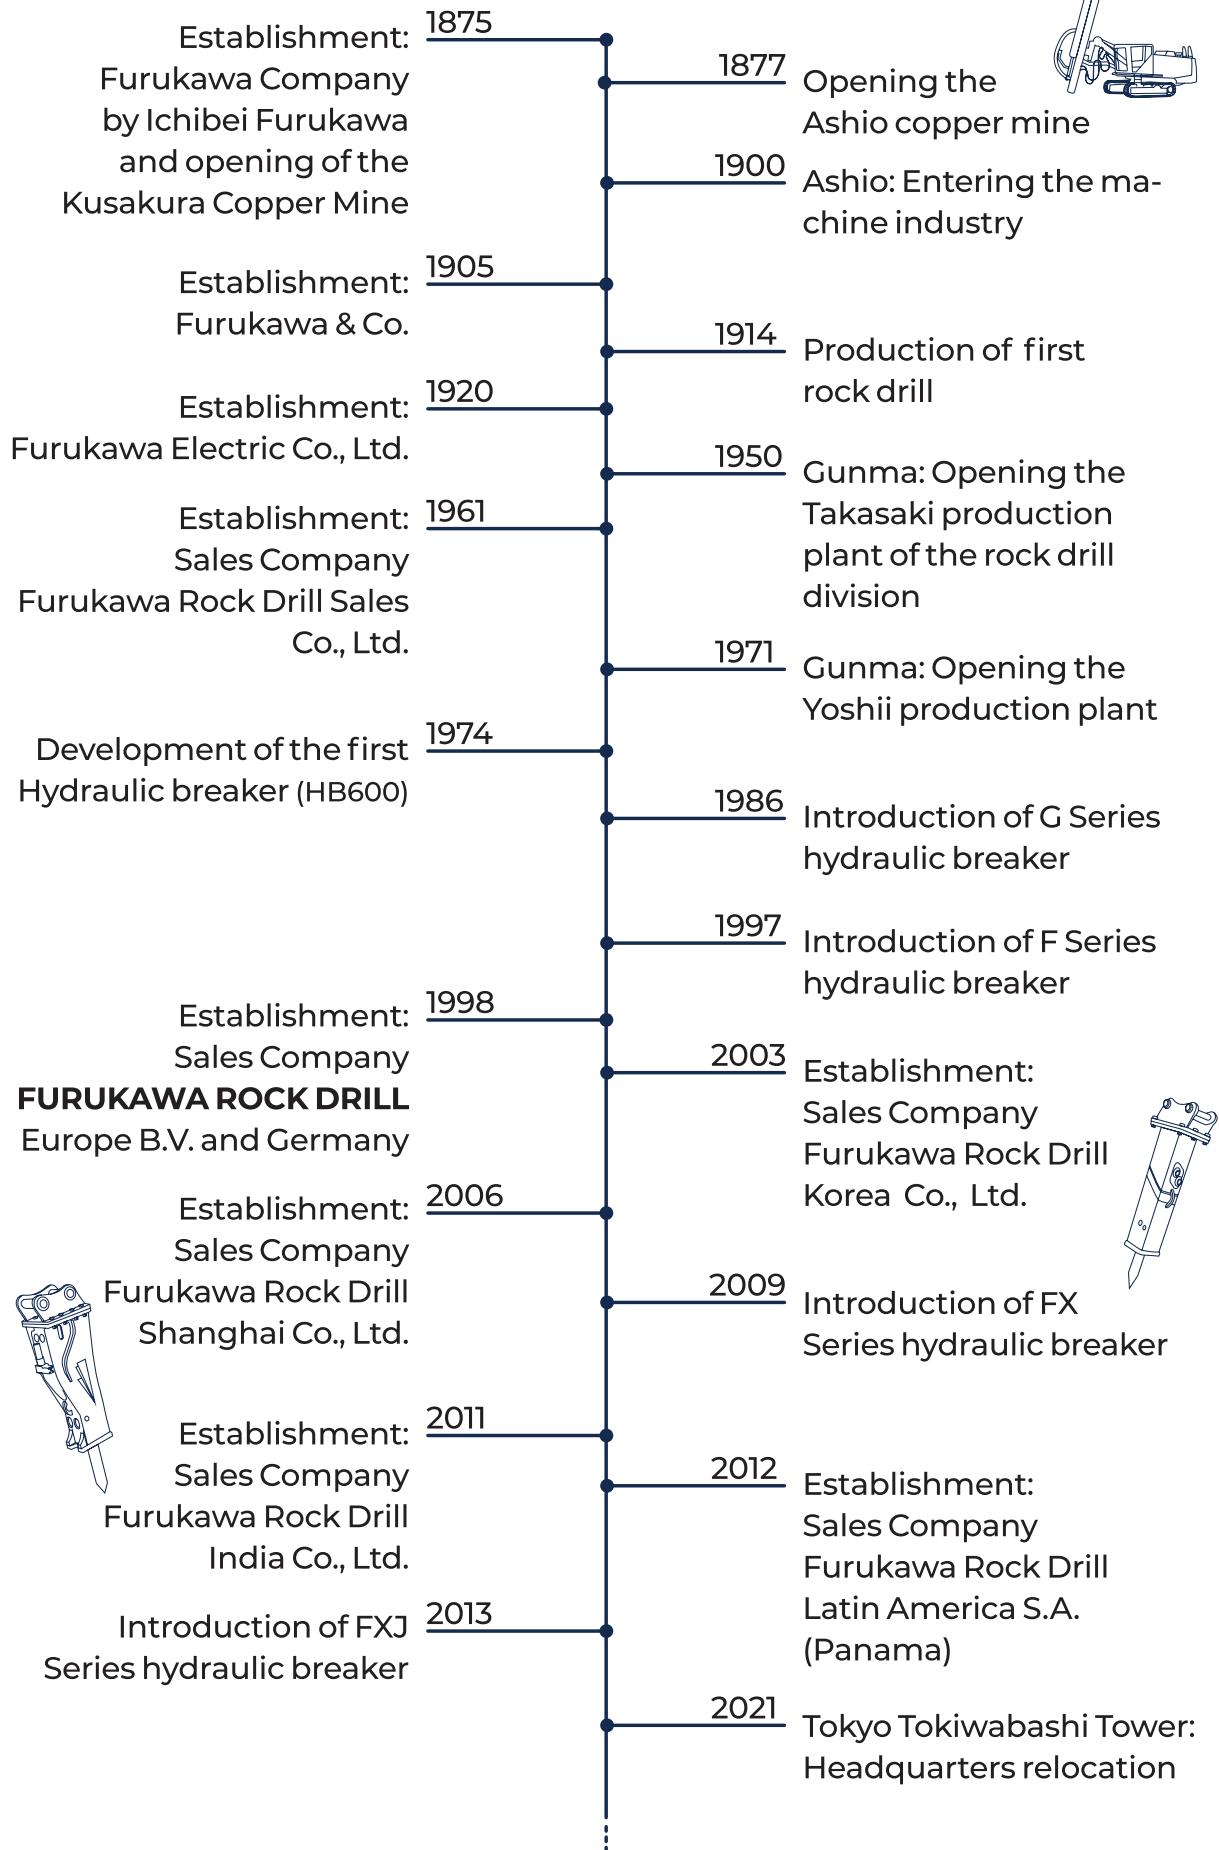 1875
Establishment:
Furukawa Company
by Ichibei Furukawa
and opening of the
Kusakura Copper Mine
1877
Opening the
Ashio copper mine
1900
Ashio: Entering the ma-
chine industry
1905
Establishment:
Furukawa & Co.
1914
Production of first
rock drill
1920
Establishment:
Furukawa Electric Co., Ltd.
1950
Gunma: Opening the
Takasaki production
plant of the rock drill
division
1961
Establishment:
Sales Company
Furukawa Rock Drill Sales
Co., Ltd.
1971
Gunma: Opening the
Yoshii production plant
1974
Development of the first
Hydraulic breaker (HB600)
1986
Introduction of G Series
hydraulic breaker
1997
Introduction of F Series
hydraulic breaker
1998
Establishment:
Sales Company
FURUKAWA ROCK DRILL
Europe B.V. and Germany
2003
Establishment:
Sales Company
Furukawa Rock Drill
Korea Co., Ltd.
2006
Establishment:
Sales Company
Furukawa Rock Drill
Shanghai Co., Ltd.
2009
Introduction of FX
Series hydraulic breaker
2011
Establishment:
Sales Company
Furukawa Rock Drill
India Co., Ltd.
2012
Establishment:
Sales Company
Furukawa Rock Drill
Latin America S.A.
(Panama)
2013
Introduction of FXJ
Series hydraulic breaker
2021
Tokyo Tokiwabashi Tower:
Headquarters relocation